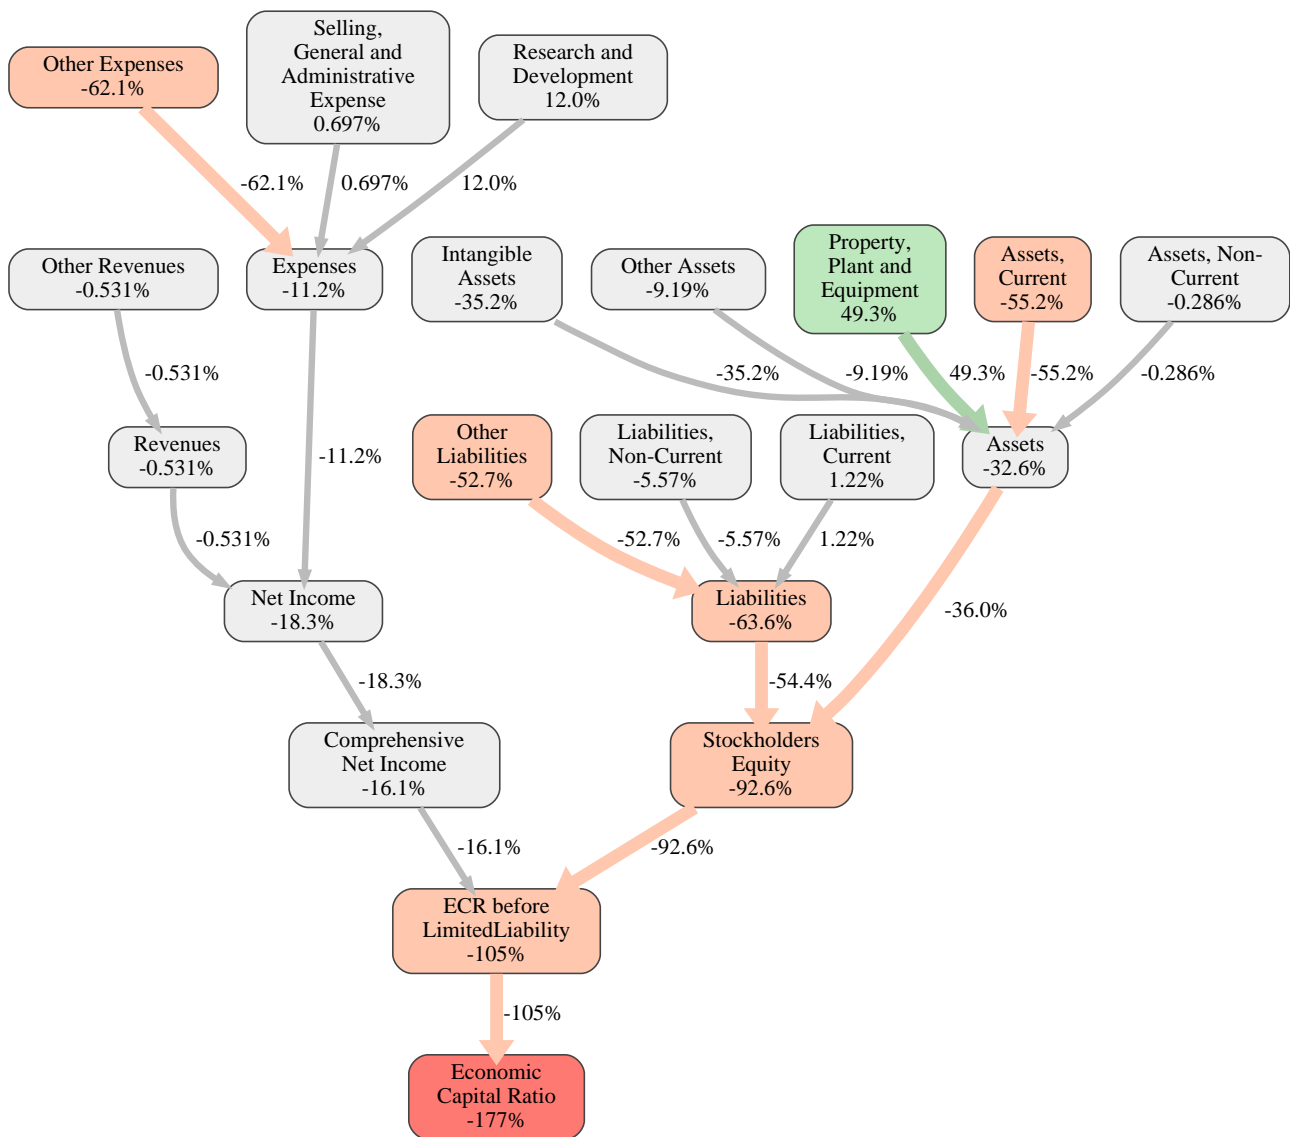 Other Expenses
-62.1%
Selling,
General and
Administrative
Expense
0.697%
Research and
Development
12.0%
-62.1%
0.697%
12.0%
Other Revenues
-0.531%
Expenses
-11.2%
Intangible
Assets
-35.2%
Other Assets
-9.19%
Property,
Plant and
Equipment
49.3%
Assets,
Current
-55.2%
Assets, Non-
Current
-0.286%
-0.531%
-35.2%
-9.19%
49.3%
-55.2%
-0.286%
Revenues
-0.531%
-11.2%
Other
Liabilities
-52.7%
Liabilities,
Non-Current
-5.57%
Liabilities,
Current
1.22%
Assets
-32.6%
-0.531%
-52.7%
-5.57%
1.22%
Net Income
-18.3%
Liabilities
-63.6%
-36.0%
-18.3%
-54.4%
Comprehensive
Net Income
-16.1%
Stockholders
Equity
-92.6%
-16.1%
-92.6%
ECR before
LimitedLiability
-105%
-105%
Economic
Capital Ratio
-177%